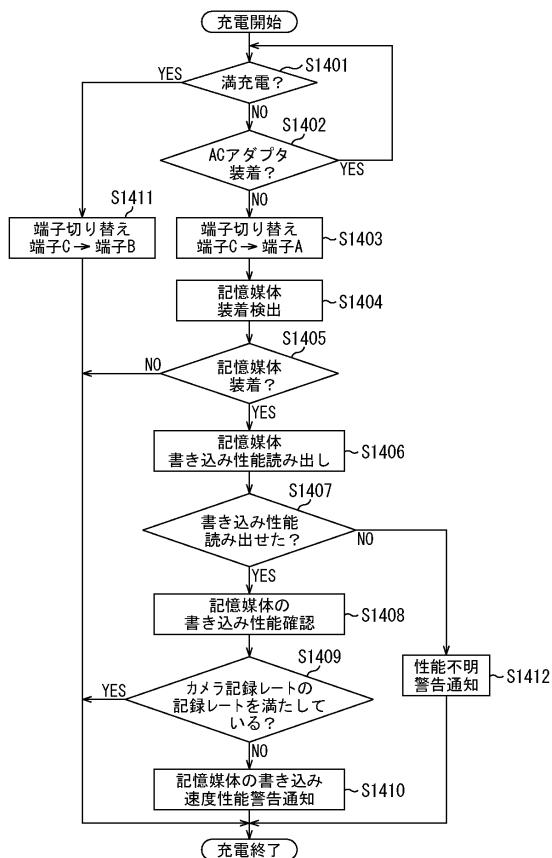 充電開始
S1401
満充電?
YES
NO
S1402
ACアダプタ
装着?
YES
NO
S1411
端子切り替え
端子C→端子B
端子切り替え
端子C→端子A
S1403
記憶媒体
装着検出
S1404
S1405
記憶媒体
装着?
NO
YES
記憶媒体
書き込み性能読み出し
S1406
S1407
書き込み性能
読み出せた?
NO
YES
記憶媒体の
書き込み性能確認
S1408
S1409
カメラ記録レートの
記録レートを満たして
いる?
YES
NO
性能不明
警告通知
S1412
記憶媒体の書き込み
速度性能警告通知
S1410
充電終了